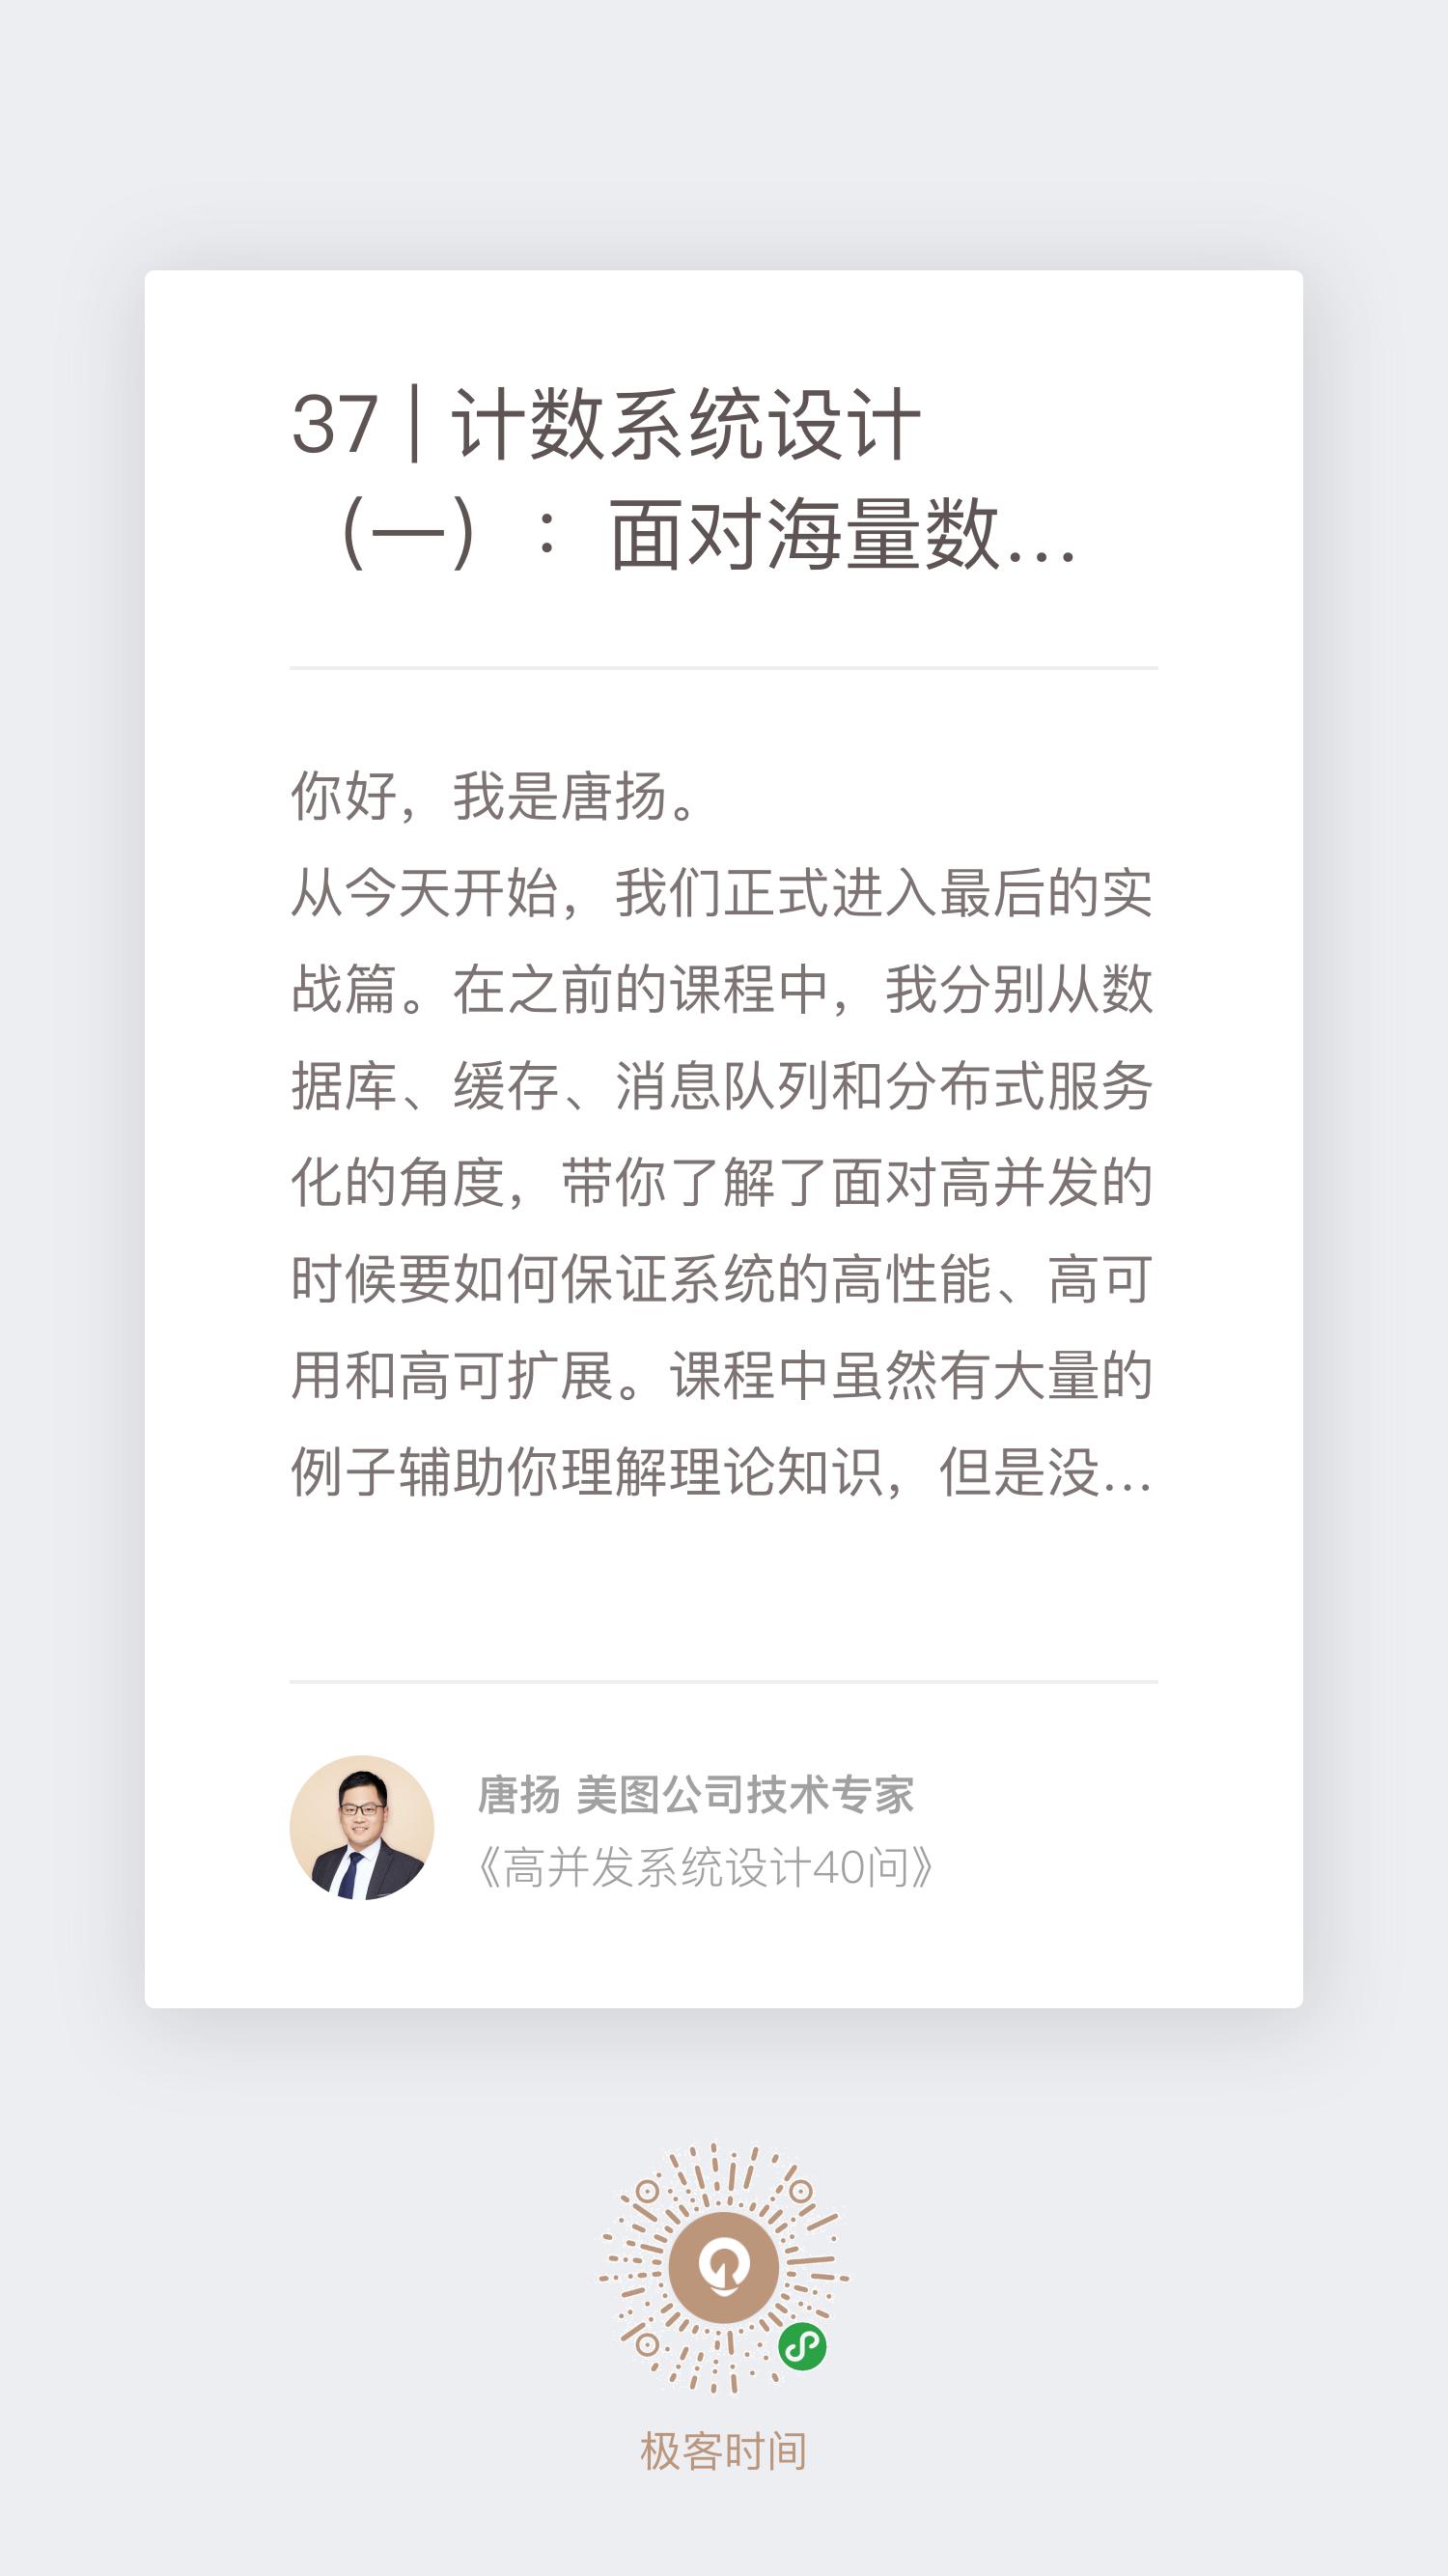 37 | 计数系统设计
（一）：面对海量数...
你好，我是唐扬。
从今天开始，我们正式进入最后的实
战篇。在之前的课程中，我分别从数
据库、缓存、消息队列和分布式服务
化的角度，带你了解了面对高并发的
时候要如何保证系统的高性能、高可
用和高可扩展。课程中虽然有大量的
例子辅助你理解理论知识，但是没...
唐扬 美图公司技术专家
《高并发系统设计40问》
极客时间